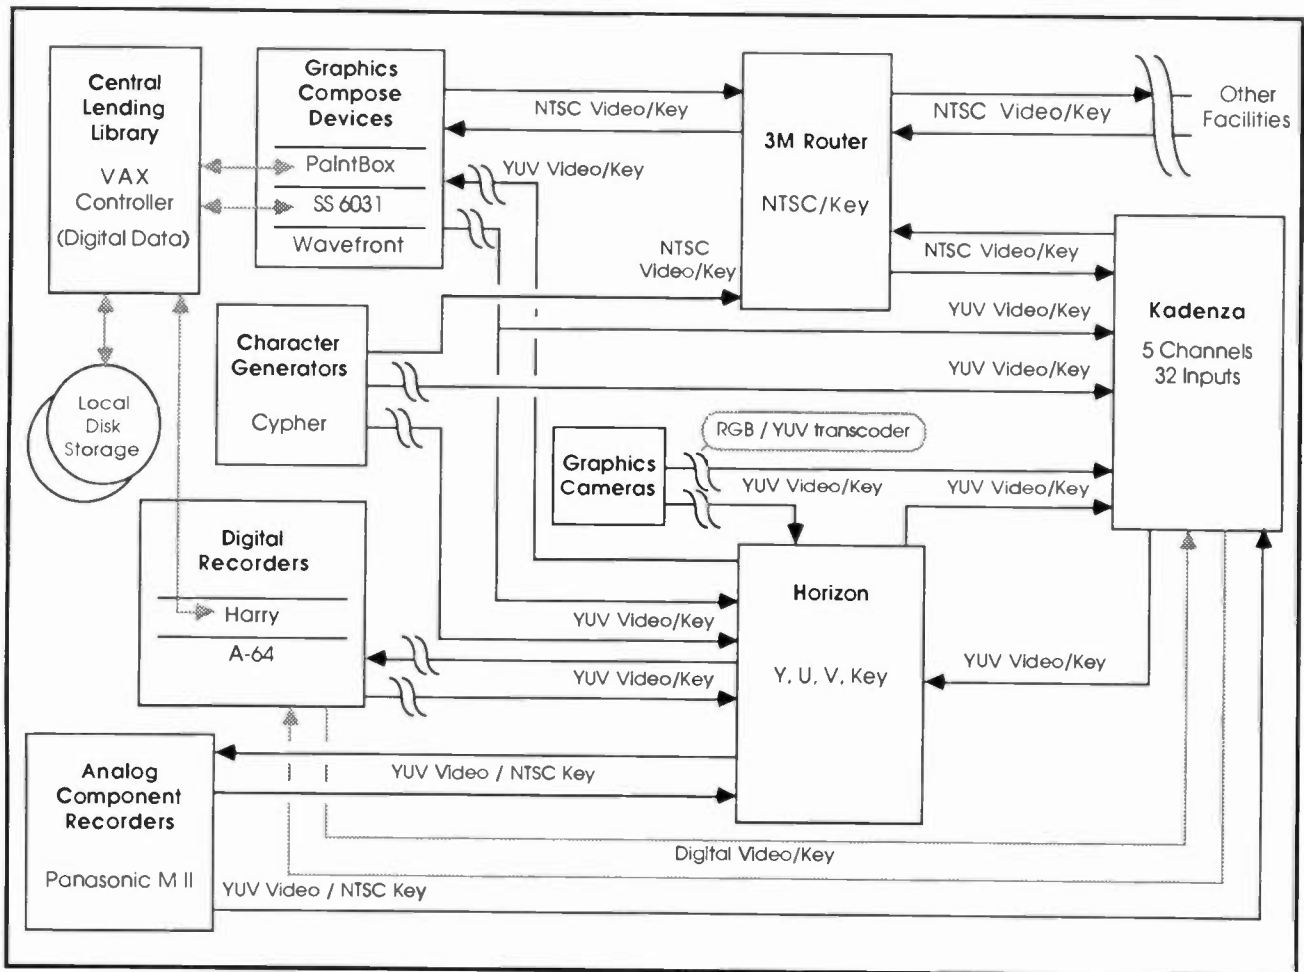 Central
Lending
Library
VAX
Controller
(Digital Data)
Graphics
Compose
Devices
PaintBox
SS 6031
Wavefront
NTSC Video/Key
YUV Video/Key
NTSC
Video/Key
3M Router
NTSC/Key
NTSC Video/Key
Other
Facilities
NTSC Video/Key
YUV Video/Key
YUV Video/Key
Kadenza
5 Channels
32 Inputs
Character
Generators
Cypher
Local
Disk
Storage
RGB / YUV transcoder
Graphics
Cameras
YUV Video/Key
YUV Video/Key
Digital
Recorders
Harry
A-64
YUV Video/Key
YUV Video/Key
Horizon
Y, U, V, Key
YUV Video/Key
Analog
Component
Recorders
Panasonic M II
YUV Video / NTSC Key
Digital Video/Key
YUV Video / NTSC Key